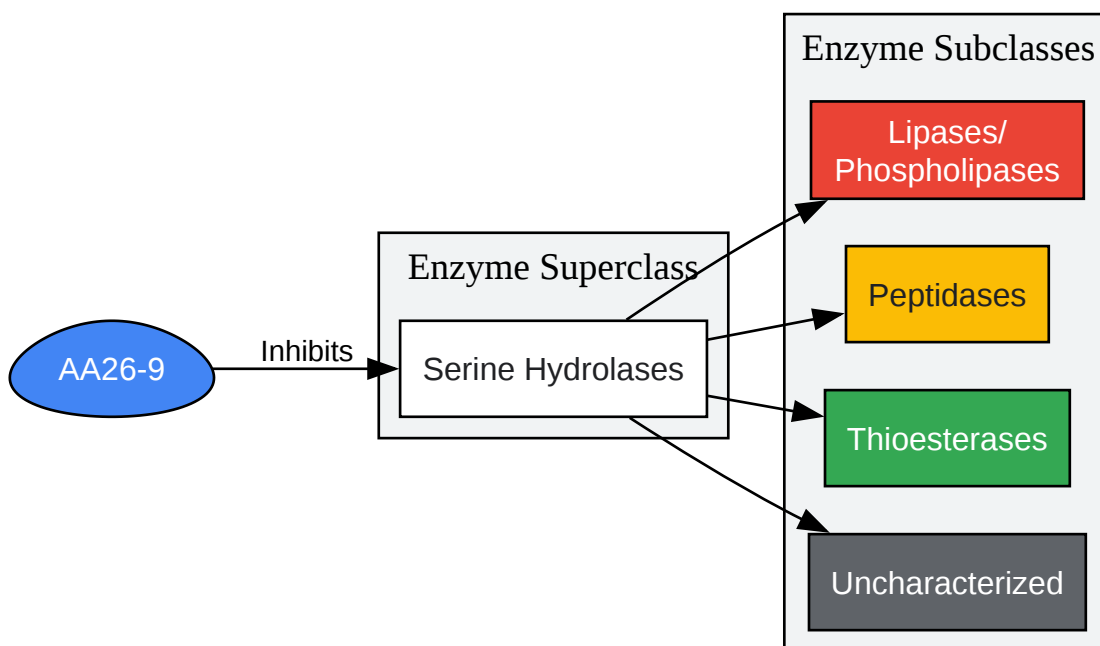 AA26-9
Inhibits
Enzyme Superclass
Serine Hydrolases
Enzyme Subclasses
Lipases/
Phospholipases
Peptidases
Thioesterases
Uncharacterized